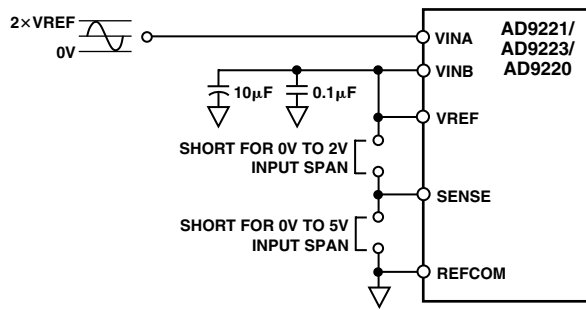 2×VREF
0V
VINA
AD9221/
AD9223/
AD9220
VINB
10µF
0.1µF
VREF
SHORT FOR 0V TO 2V
INPUT SPAN
SENSE
SHORT FOR 0V TO 5V
INPUT SPAN
REFCOM